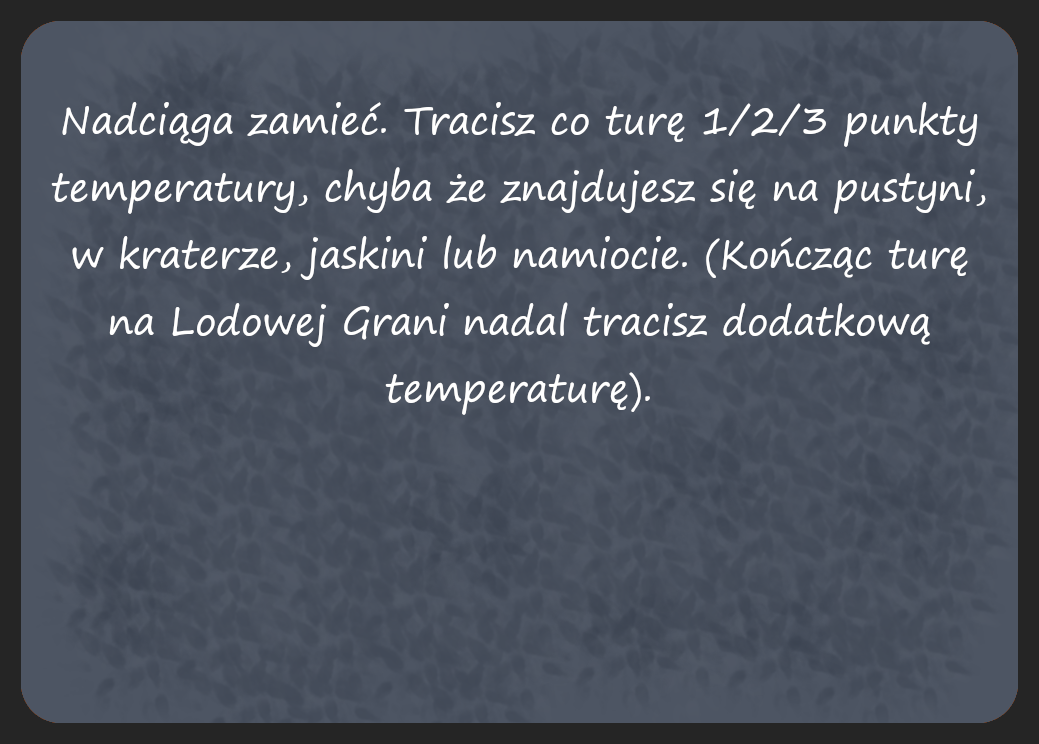 Nadciąga zamieć. Tracisz co turę 1/2/3 punkty
temperatury, chyba że znajdujesz się na pustyni,
w kraterze, jaskini lub namiocie. (Kończąc turę
na Lodowej Grani nadal tracisz dodatkową
temperaturę).